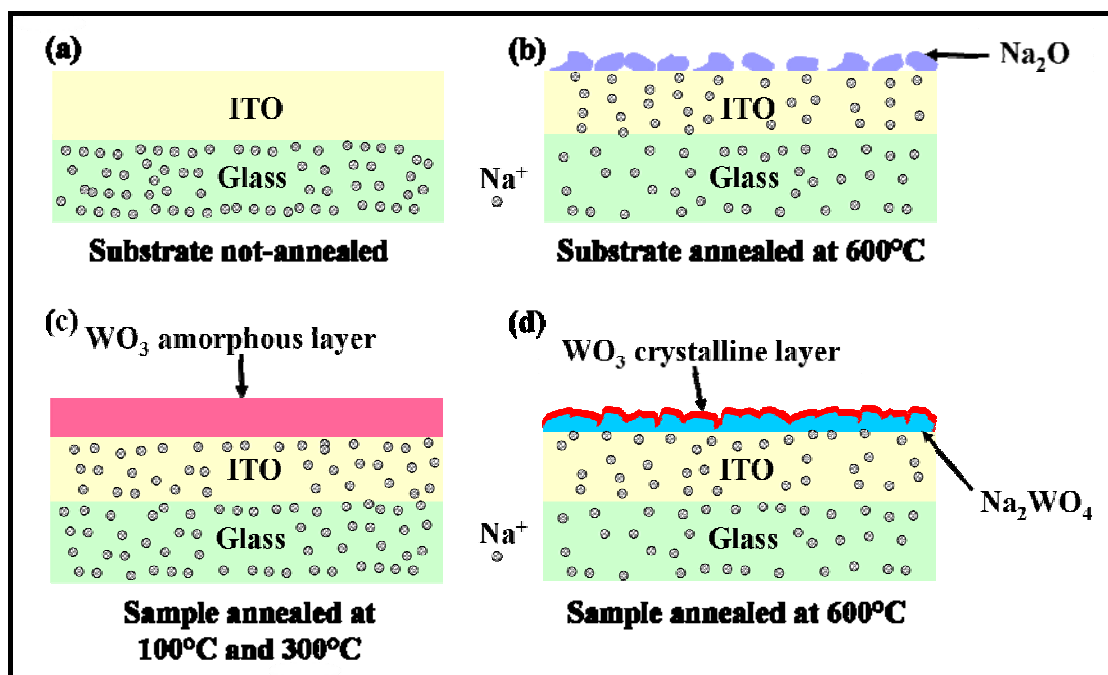 (a)
ITO
Glass
Substrate not-annealed
Na⁺
(b)
Na₂O
ITO
Glass
Substrate annealed at 600°C
(c)
WO₃ amorphous layer
ITO
Glass
Sample annealed at
100°C and 300°C
Na⁺
(d)
WO₃ crystalline layer
ITO
Glass
Na₂WO₄
Sample annealed at 600°C